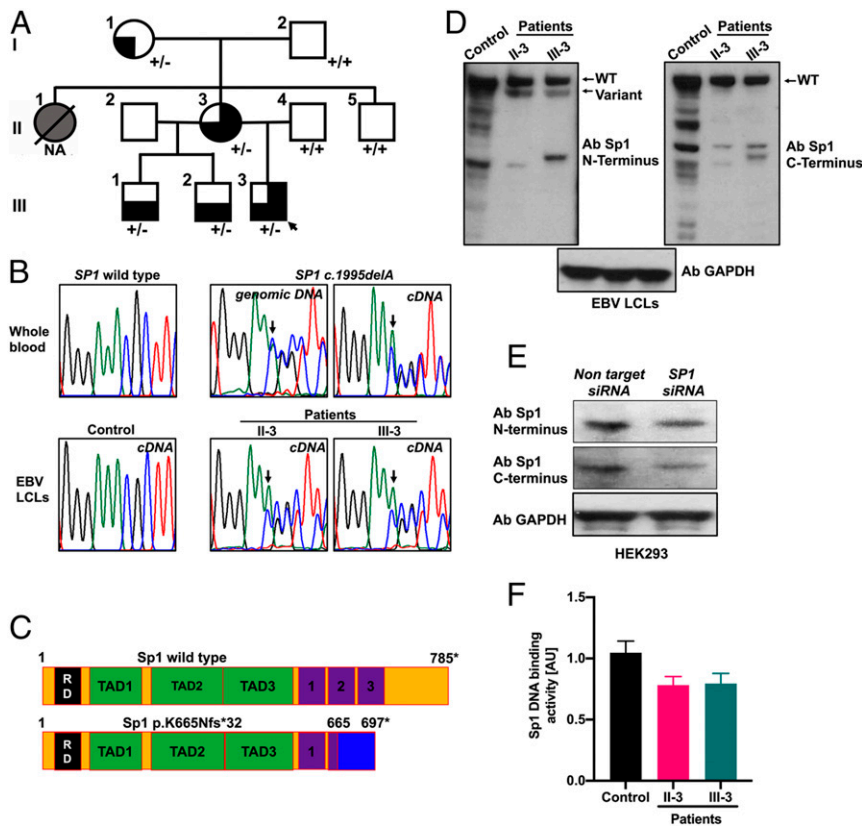 A
I
1
2
+/-
+/+
II
1
2
3
4
5
NA
+/-
+/+
+/+
III
1
2
3
+/-
+/-
+/-
B
SP1 wild type
SP1 c.1995delA
Whole
blood
genomic DNA
cDNA
Control
Patients
II-3
III-3
EBV
LCLs
cDNA
cDNA
cDNA
C
1
Sp1 wild type
785*
R
D
TAD1
TAD2
TAD3
1
2
3
1
Sp1 p.K665Nfs*32
665
697*
R
D
TAD1
TAD2
TAD3
1
D
Control
Patients
II-3
III-3
←WT
←Variant
Ab Sp1
N-Terminus
Control
Patients
II-3
III-3
←WT
Ab Sp1
C-Terminus
Ab GAPDH
EBV LCLs
E
Non target
siRNA
SP1
siRNA
Ab Sp1
N-terminus
Ab Sp1
C-terminus
Ab GAPDH
HEK293
F
Sp1 DNA binding
activity [AU]
1.5
1.0
0.5
0.0
Control
II-3
III-3
Patients